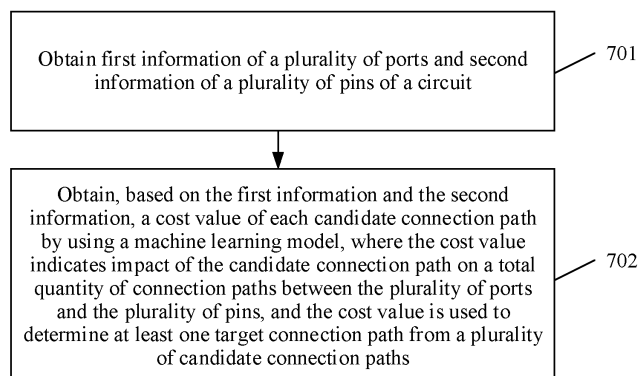 Obtain first information of a plurality of ports and second
information of a plurality of pins of a circuit
701
Obtain, based on the first information and the second
information, a cost value of each candidate connection path
by using a machine learning model, where the cost value
indicates impact of the candidate connection path on a total
quantity of connection paths between the plurality of ports
and the plurality of pins, and the cost value is used to
determine at least one target connection path from a plurality
of candidate connection paths
702